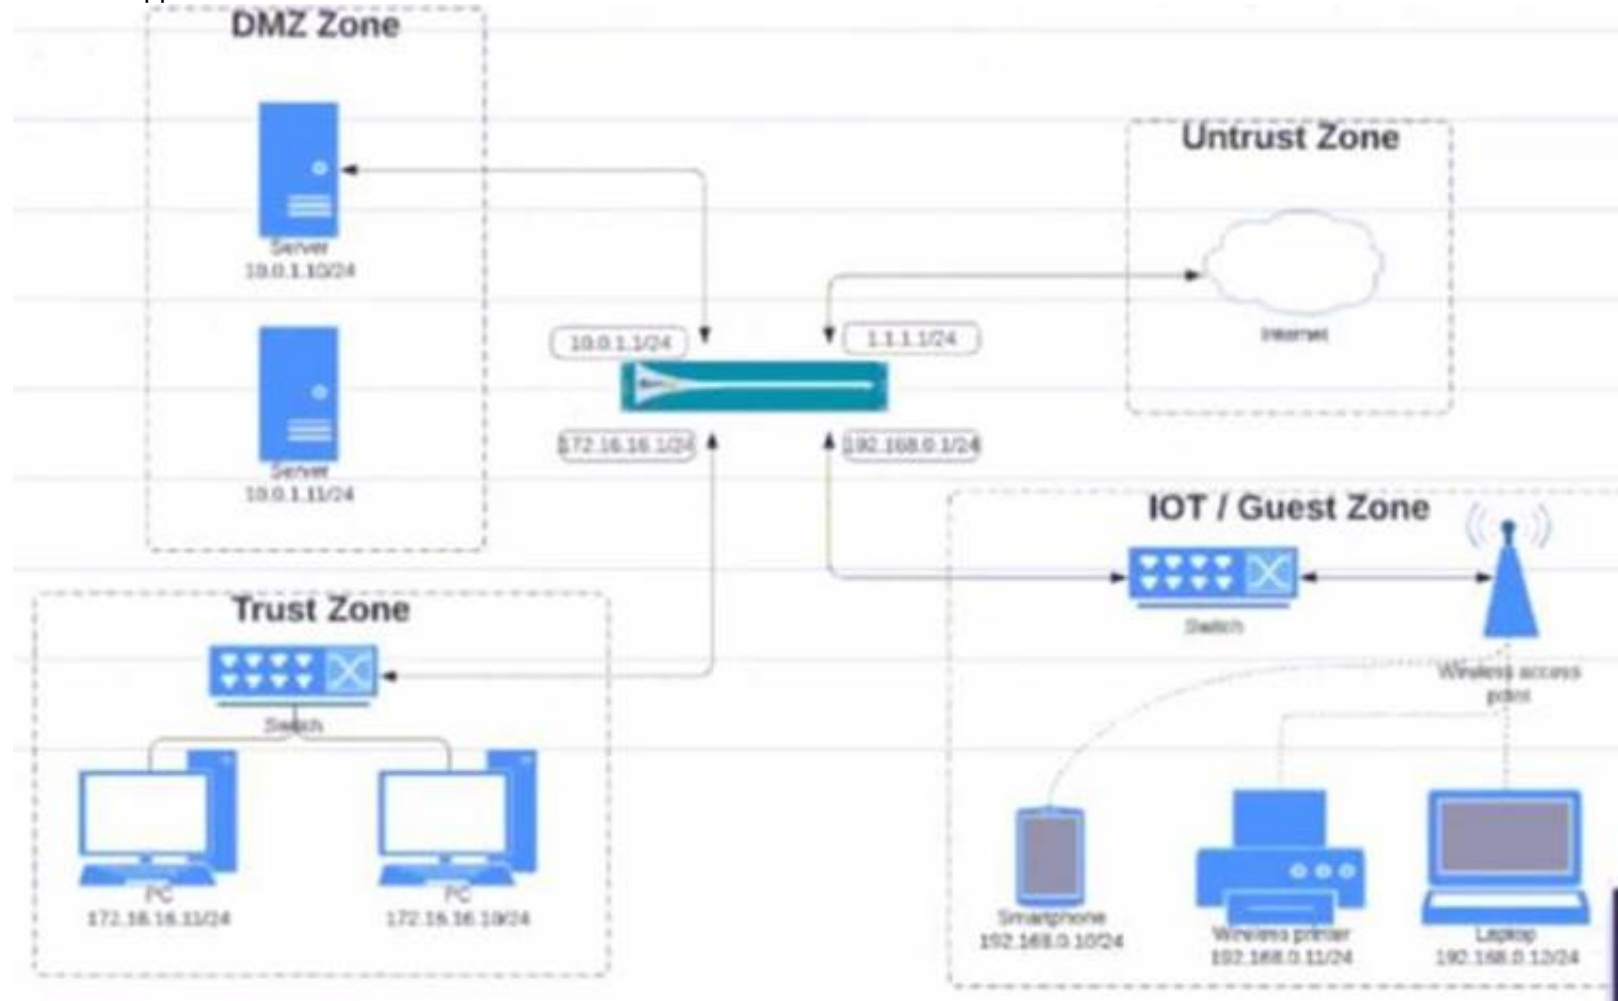 DMZ Zone
Server
10.0.1.10/24
Server
10.0.1.11/24
Untrust Zone
Internet
10.0.1.1/24
1.1.1.1/24
172.16.16.1/24
192.168.0.1/24
Trust Zone
Switch
PC
172.16.16.11/24
PC
172.16.16.10/24
IOT / Guest Zone
Switch
Wireless access
point
Smartphone
192.168.0.10/24
Wireless printer
192.168.0.11/24
Laptop
192.168.0.12/24